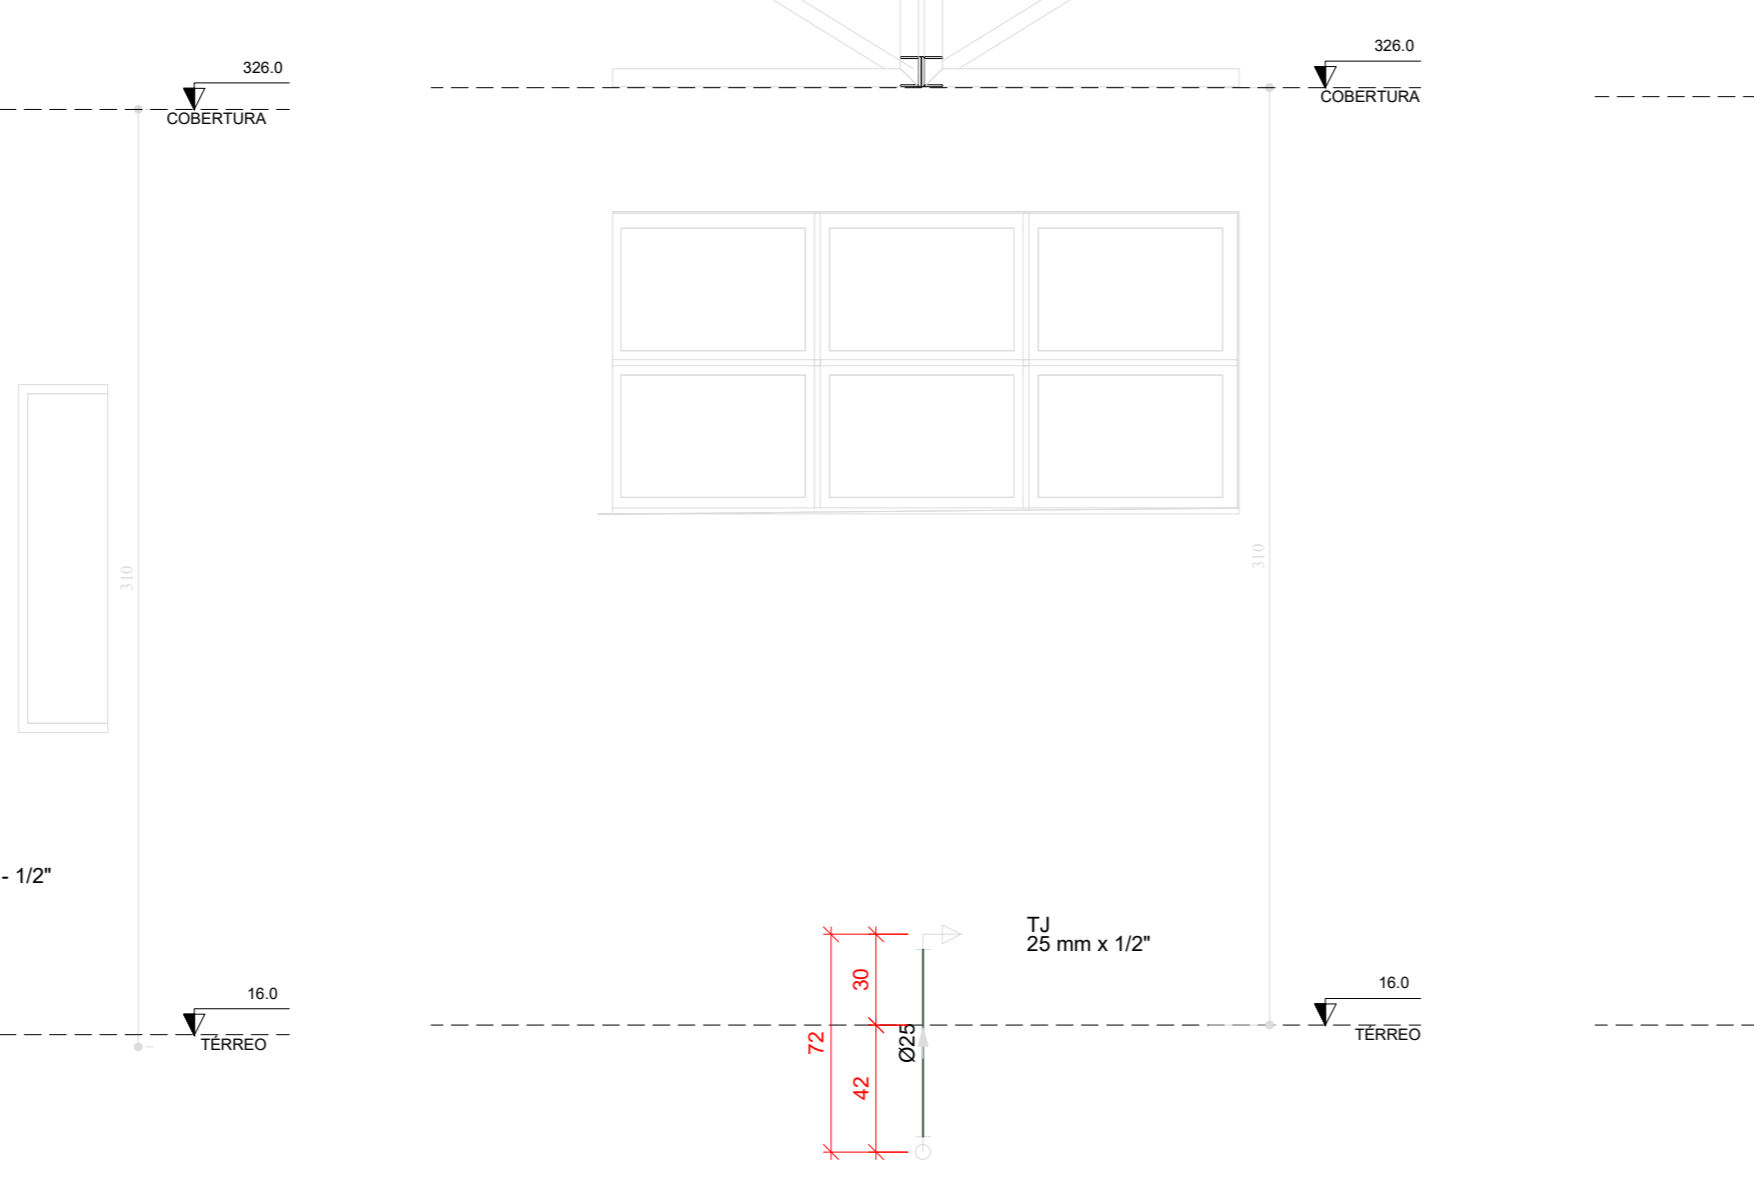 326.0
COBERTURA
326.0
COBERTURA
310
310
- 1/2"
TJ
25 mm x 1/2"
30
72
42
Ø25
16.0
TÉRREO
16.0
TÉRREO